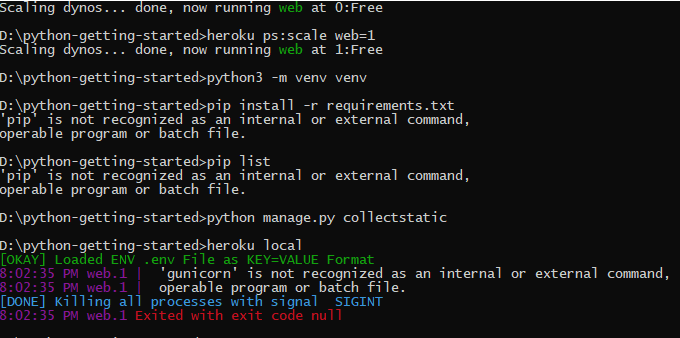 Scaling dynos... done, now running web at 0:Free
D:\python-getting-started>heroku ps:scale web=1
Scaling dynos... done, now running web at 1:Free
D:\python-getting-started>python3 -m venv venv
D:\python-getting-started>pip install -r requirements.txt
'pip' is not recognized as an internal or external command,
operable program or batch file.
D:\python-getting-started>pip list
'pip' is not recognized as an internal or external command,
operable program or batch file.
D:\python-getting-started>python manage.py collectstatic
D:\python-getting-started>heroku local
[OKAY] Loaded ENV .env File as KEY=VALUE Format
8:02:35 PM web.1 |  'gunicorn' is not recognized as an internal or external command,
8:02:35 PM web.1 |  operable program or batch file.
[DONE] Killing all processes with signal  SIGINT
8:02:35 PM web.1 Exited with exit code null